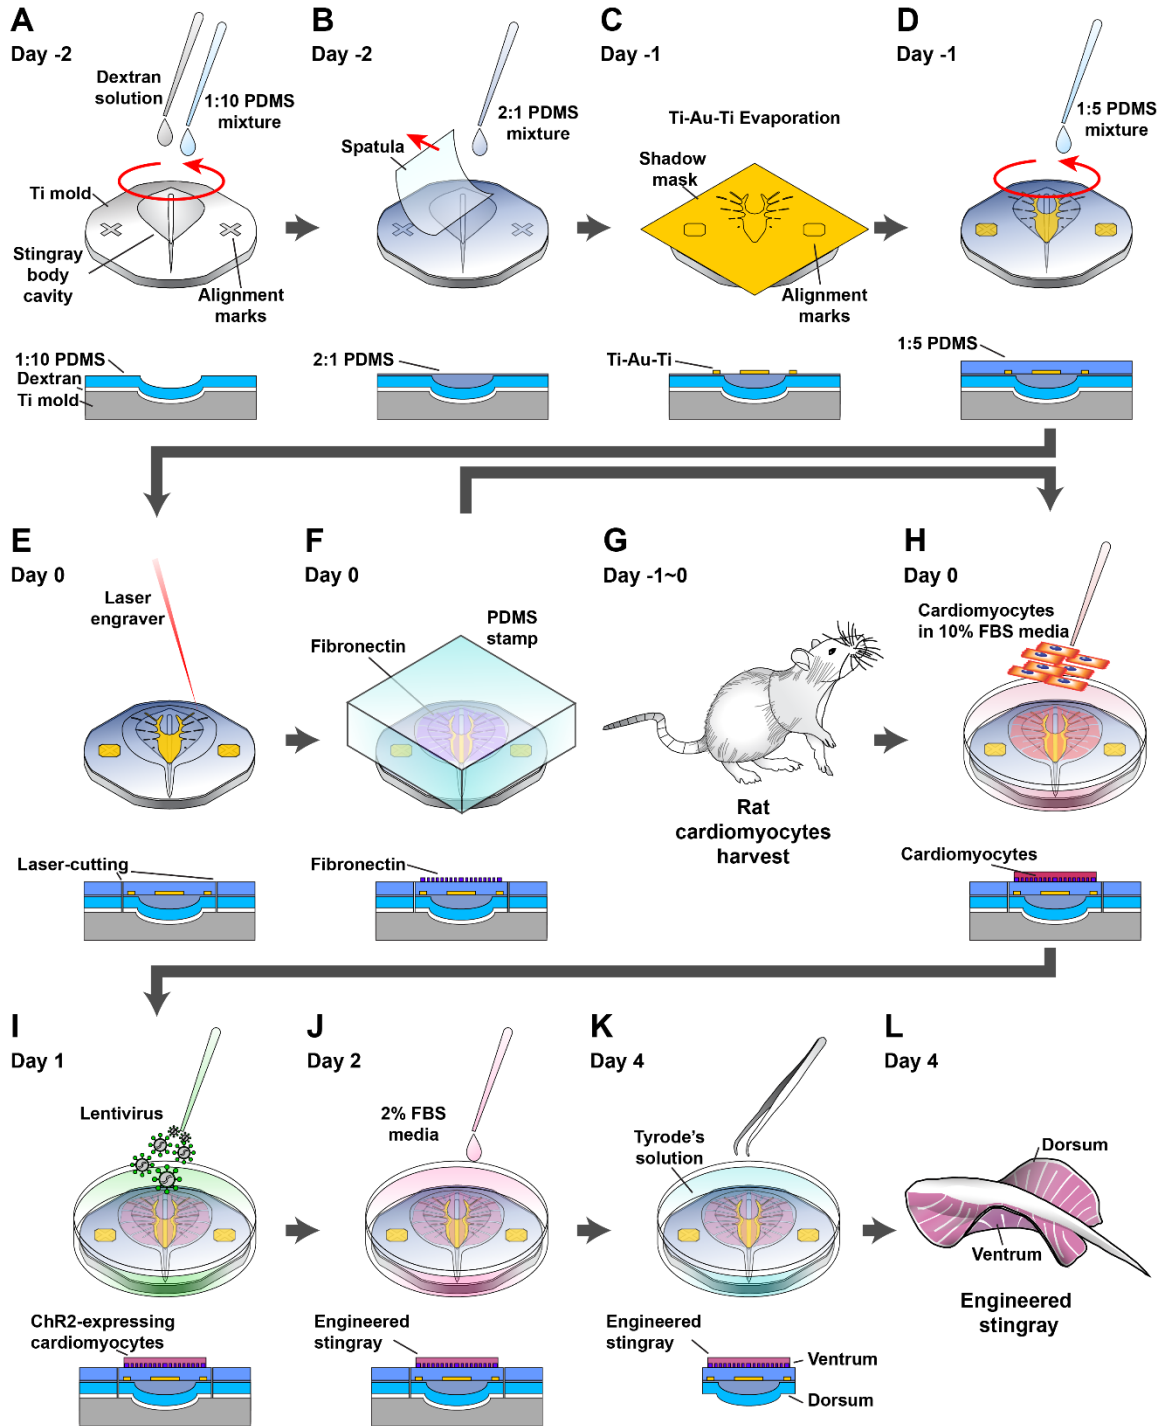 A
Day -2
Dextran
solution
1:10 PDMS
mixture
Ti mold
Stingray
body
cavity
Alignment
marks
1:10 PDMS
Dextran
Ti mold
B
Day -2
2:1 PDMS
mixture
Spatula
2:1 PDMS
C
Day -1
Ti-Au-Ti Evaporation
Shadow
mask
Alignment
marks
Ti-Au-Ti
D
Day -1
1:5 PDMS
mixture
1:5 PDMS
E
Day 0
Laser
engraver
Laser-cutting
F
Day 0
PDMS
stamp
Fibronectin
Fibronectin
G
Day -1~0
Rat
cardiomyocytes
harvest
H
Day 0
Cardiomyocytes
in 10% FBS media
Cardiomyocytes
I
Day 1
Lentivirus
ChR2-expressing
cardiomyocytes
J
Day 2
2% FBS
media
Engineered
stingray
K
Day 4
Tyrode's
solution
Engineered
stingray
Ventrum
Dorsum
L
Day 4
Dorsum
Ventrum
Engineered
stingray